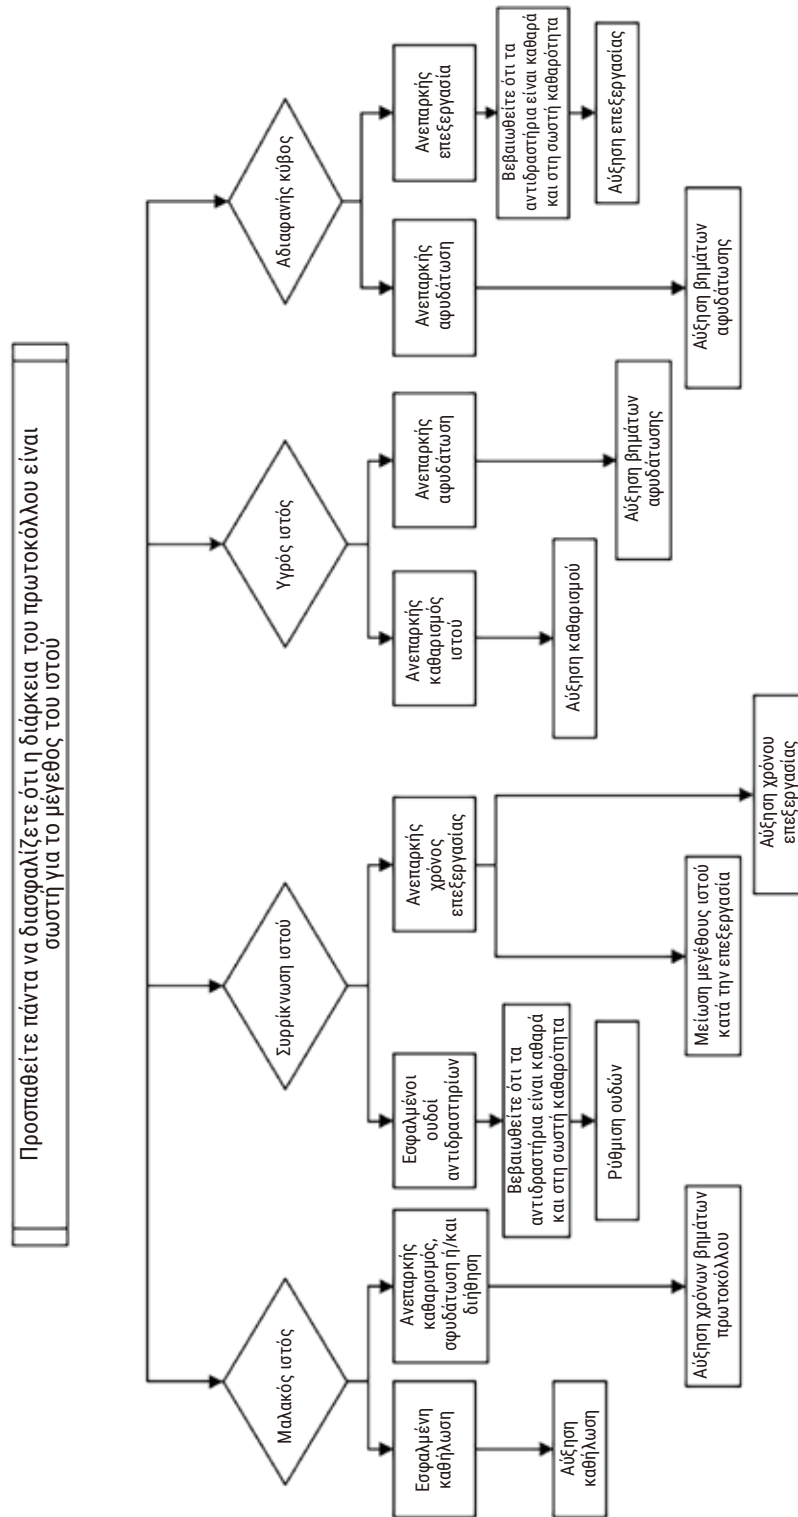 Προσπαθείτε πάντα να διασφαλίζετε ότι η διάρκεια του πρωτοκόλλου είναι
σωστή για το μέγεθος του ιστού
Μαλακός ιστός
Συρρίκνωση ιστού
Υγρός ιστός
Αδιαφανής κύβος
Εσφαλμένη
καθήλωση
Ανεπαρκής
καθαρισμός,
σφυδάτωση ή/και
διήθηση
Εσφαλμένοι
ουδοί
αντιδραστηρίων
Ανεπαρκής
χρόνος
επεξεργασίας
Ανεπαρκής
καθαρισμός
ιστού
Ανεπαρκής
αφυδάτωση
Ανεπαρκής
αφυδάτωση
Ανεπαρκής
επεξεργασία
Βεβαιωθείτε ότι τα
αντιδραστήρια είναι καθαρά
και στη σωστή καθαρότητα
Βεβαιωθείτε ότι τα
αντιδραστήρια είναι καθαρά
και στη σωστή καθαρότητα
Αύξηση
καθήλωση
Ρύθμιση ουδών
Αύξηση καθαρισμού
Αύξηση βημάτων
αφυδάτωσης
Αύξηση επεξεργασίας
Αύξηση χρόνων βημάτων
πρωτοκόλλου
Μείωση μεγέθους ιστού
κατά την επεξεργασία
Αύξηση χρόνου
επεξεργασίας
Αύξηση βημάτων
αφυδάτωσης